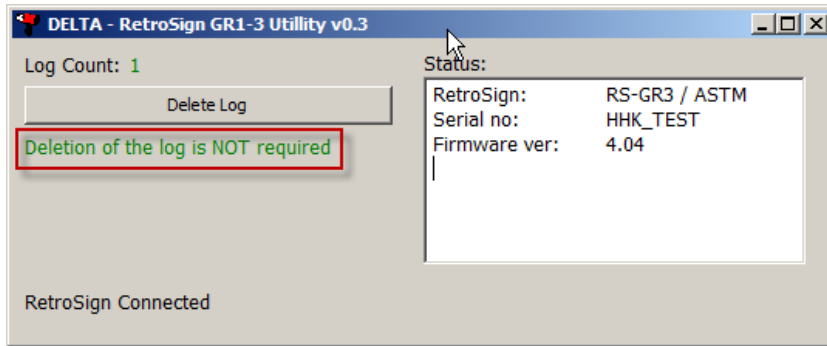 DELTA - RetroSign GR1-3 Utillity v0.3
Log Count: 1
Delete Log
Deletion of the log is NOT required
RetroSign Connected
Status:
RetroSign: RS-GR3 / ASTM
Serial no: HHK_TEST
Firmware ver: 4.04